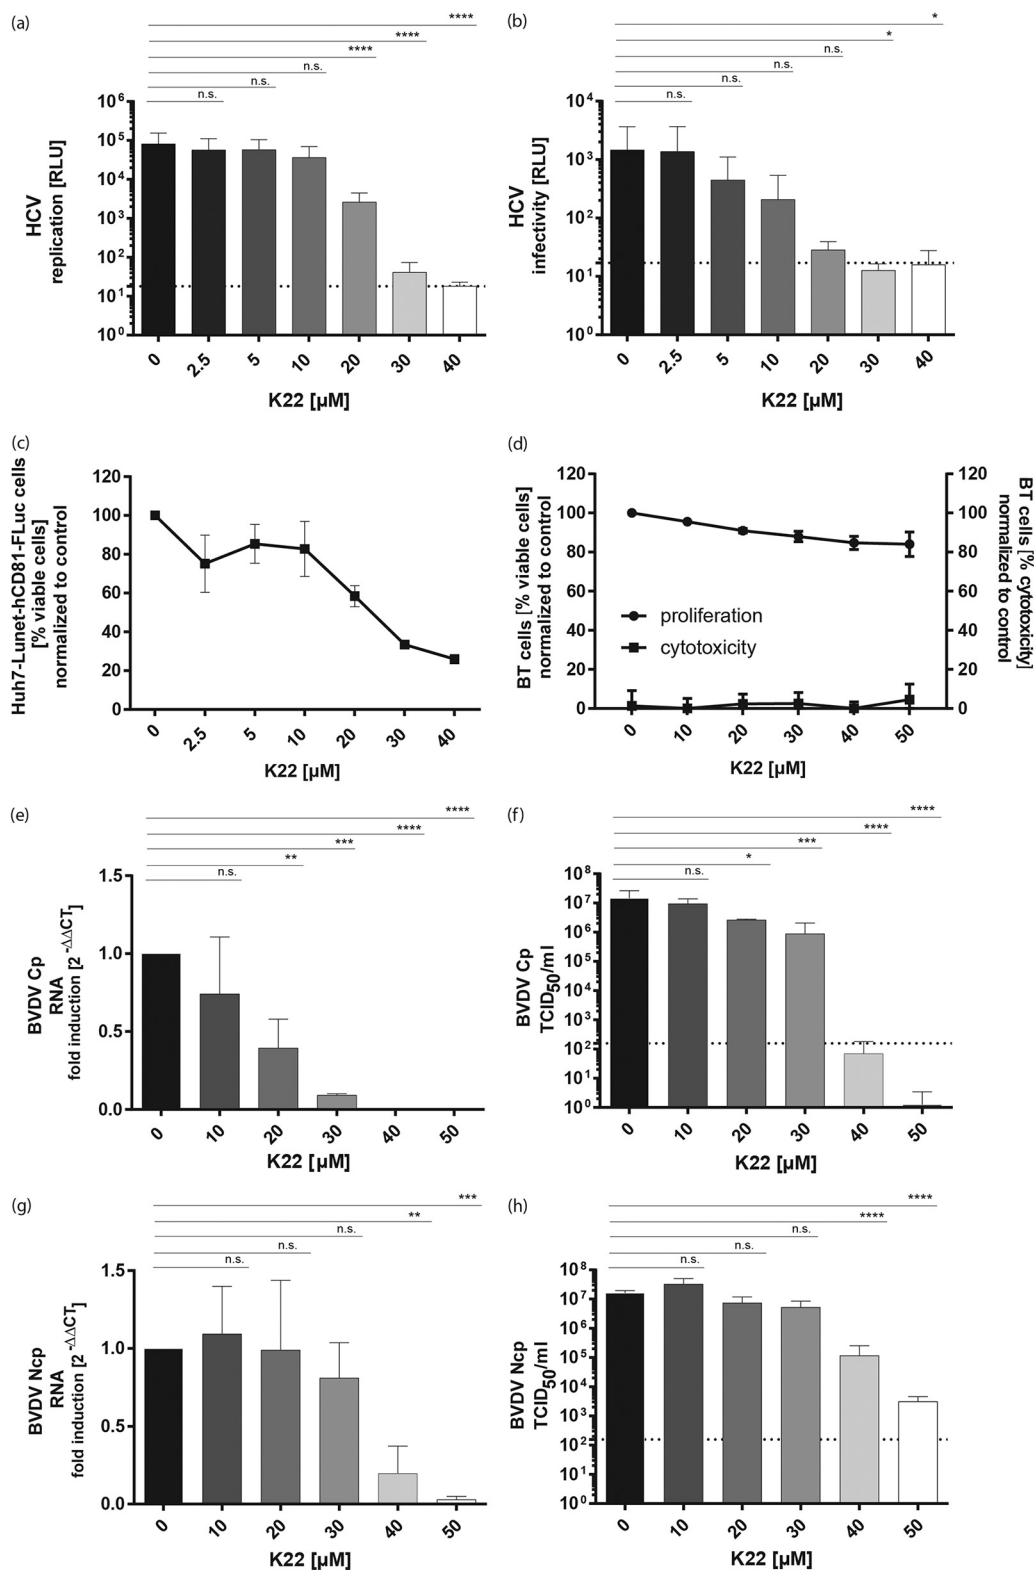 (a)
****
****
****
n.s.
n.s.
n.s.
HCV
replication [RLU]
10^6
10^5
10^4
10^3
10^2
10^1
10^0
0 2.5 5 10 20 30 40
K22 [µM]
(b)
*
*
n.s.
n.s.
n.s.
n.s.
HCV
infectivity [RLU]
10^4
10^3
10^2
10^1
10^0
0 2.5 5 10 20 30 40
K22 [µM]
(c)
Huh7-Lunet-hCD81-FLuc cells
[% viable cells]
normalized to control
120
100
80
60
40
20
0
0 2.5 5 10 20 30 40
K22 [µM]
(d)
BT cells [% viable cells]
normalized to control
120
100
80
60
40
20
0
proliferation
cytotoxicity
120
100
80
60
40
20
0
BT cells [% cytotoxicity]
normalized to control
0 10 20 30 40 50
K22 [µM]
(e)
****
****
***
**
n.s.
BVDV Cp
RNA
fold induction [2^-ΔΔCT]
1.5
1.0
0.5
0.0
0 10 20 30 40 50
K22 [µM]
(f)
****
****
***
*
n.s.
BVDV Cp
TCID50/ml
10^8
10^7
10^6
10^5
10^4
10^3
10^2
10^1
10^0
0 10 20 30 40 50
K22 [µM]
(g)
***
**
n.s.
n.s.
n.s.
BVDV Ncp
RNA
fold induction [2^-ΔΔCT]
1.5
1.0
0.5
0.0
0 10 20 30 40 50
K22 [µM]
(h)
****
****
n.s.
n.s.
n.s.
BVDV Ncp
TCID50/ml
10^8
10^7
10^6
10^5
10^4
10^3
10^2
10^1
10^0
0 10 20 30 40 50
K22 [µM]